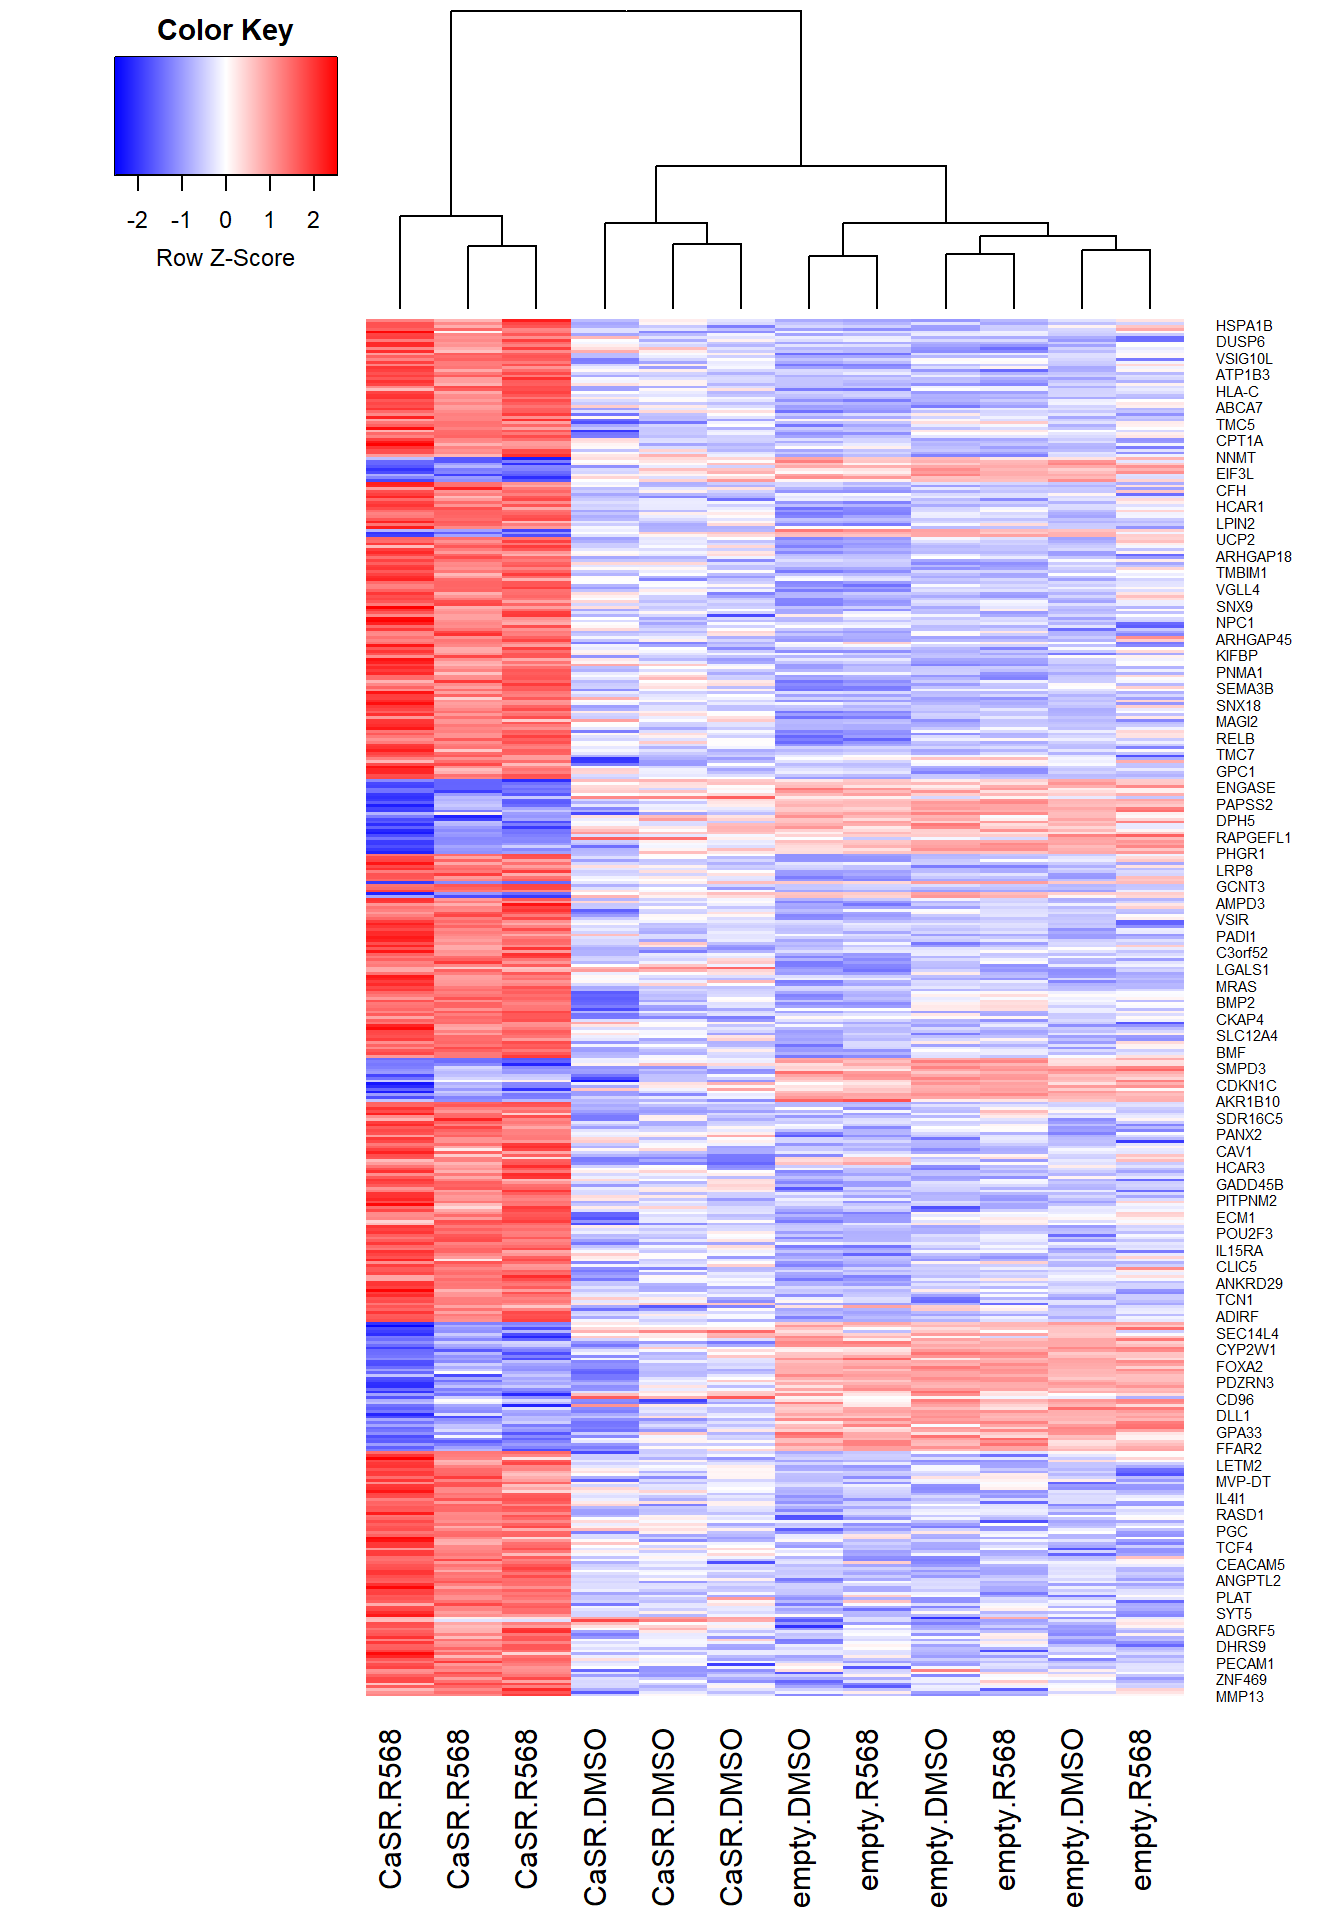 Color Key
-2 -1 0 1 2
Row Z-Score
HSPA1B
DUSP6
VSIG10L
ATP1B3
HLA-C
ABCA7
TMC5
CPT1A
NNMT
EIF3L
CFH
HCAR1
LPIN2
UCP2
ARHGAP18
TMBIM1
VGLL4
SNX9
NPC1
ARHGAP45
KIFBP
PNMA1
SEMA3B
SNX18
MAGI2
RELB
TMC7
GPC1
ENGASE
PAPSS2
DPH5
RAPGEFL1
PHGR1
LRP8
GCNT3
AMPD3
VSIR
PADI1
C3orf52
LGALS1
MRAS
BMP2
CKAP4
SLC12A4
BMF
SMPD3
CDKN1C
AKR1B10
SDR16C5
PANX2
CAV1
HCAR3
GADD45B
PITPNM2
ECM1
POU2F3
IL15RA
CLIC5
ANKRD29
TCN1
ADIRF
SEC14L4
CYP2W1
FOXA2
PDZRN3
CD96
DLL1
GPA33
FFAR2
LETM2
MVP-DT
IL4I1
RASD1
PGC
TCF4
CEACAM5
ANGPTL2
PLAT
SYT5
ADGRF5
DHRS9
PECAM1
ZNF469
MMP13
CaSR.R568
CaSR.R568
CaSR.R568
CaSR.DMSO
CaSR.DMSO
CaSR.DMSO
empty.DMSO
empty.R568
empty.DMSO
empty.R568
empty.DMSO
empty.R568